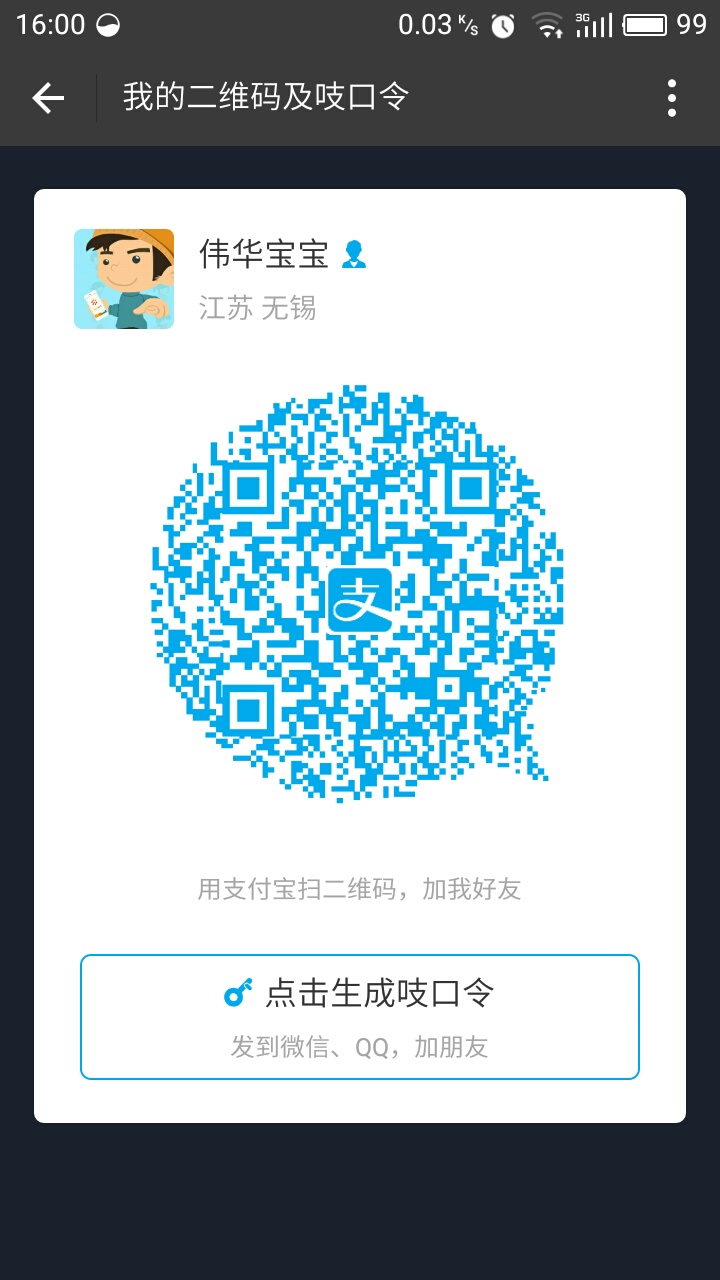 16:00 0.03 K/s 3G 99
我的二维码及吱口令
伟华宝宝
江苏 无锡
支
用支付宝扫二维码，加我好友
点击生成吱口令
发到微信、QQ，加朋友